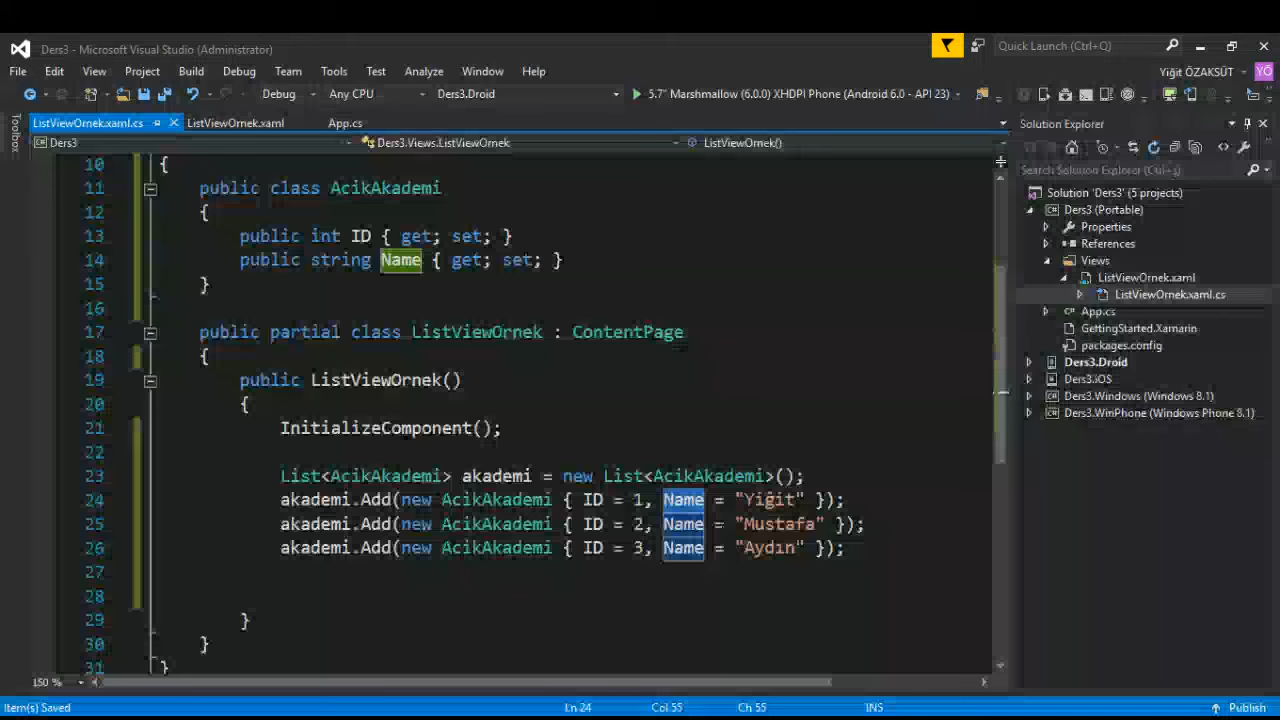 Ders3 - Microsoft Visual Studio (Administrator)
Quick Launch (Ctrl+Q)
File Edit View Project Build Debug Team Tools Test Analyze Window Help
Yiğit ÖZAKSÜT YÖ
Debug Any CPU Ders3.Droid 5.7" Marshmallow (6.0.0) XHDPI Phone (Android 6.0 - API 23)
Toolbox
ListViewOrnek.xaml.cs ListViewOrnek.xaml App.cs
Ders3 Ders3.Views.ListViewOrnek ListViewOrnek()
10 {
11 public class AcikAkademi
12 {
13 public int ID { get; set; }
14 public string Name { get; set; }
15 }
16
17 public partial class ListViewOrnek : ContentPage
18 {
19 public ListViewOrnek()
20 {
21 InitializeComponent();
22
23 List<AcikAkademi> akademi = new List<AcikAkademi>();
24 akademi.Add(new AcikAkademi { ID = 1, Name = "Yiğit" });
25 akademi.Add(new AcikAkademi { ID = 2, Name = "Mustafa" });
26 akademi.Add(new AcikAkademi { ID = 3, Name = "Aydın" });
27
28
29 }
30 }
31 }
150 %
Solution Explorer
Search Solution Explorer (Ctrl+ş)
Solution 'Ders3' (5 projects)
Ders3 (Portable)
Properties
References
Views
ListViewOrnek.xaml
ListViewOrnek.xaml.cs
App.cs
GettingStarted.Xamarin
packages.config
Ders3.Droid
Ders3.iOS
Ders3.Windows (Windows 8.1)
Ders3.WinPhone (Windows Phone 8.1)
Item(s) Saved Ln 24 Col 55 Ch 55 INS Publish